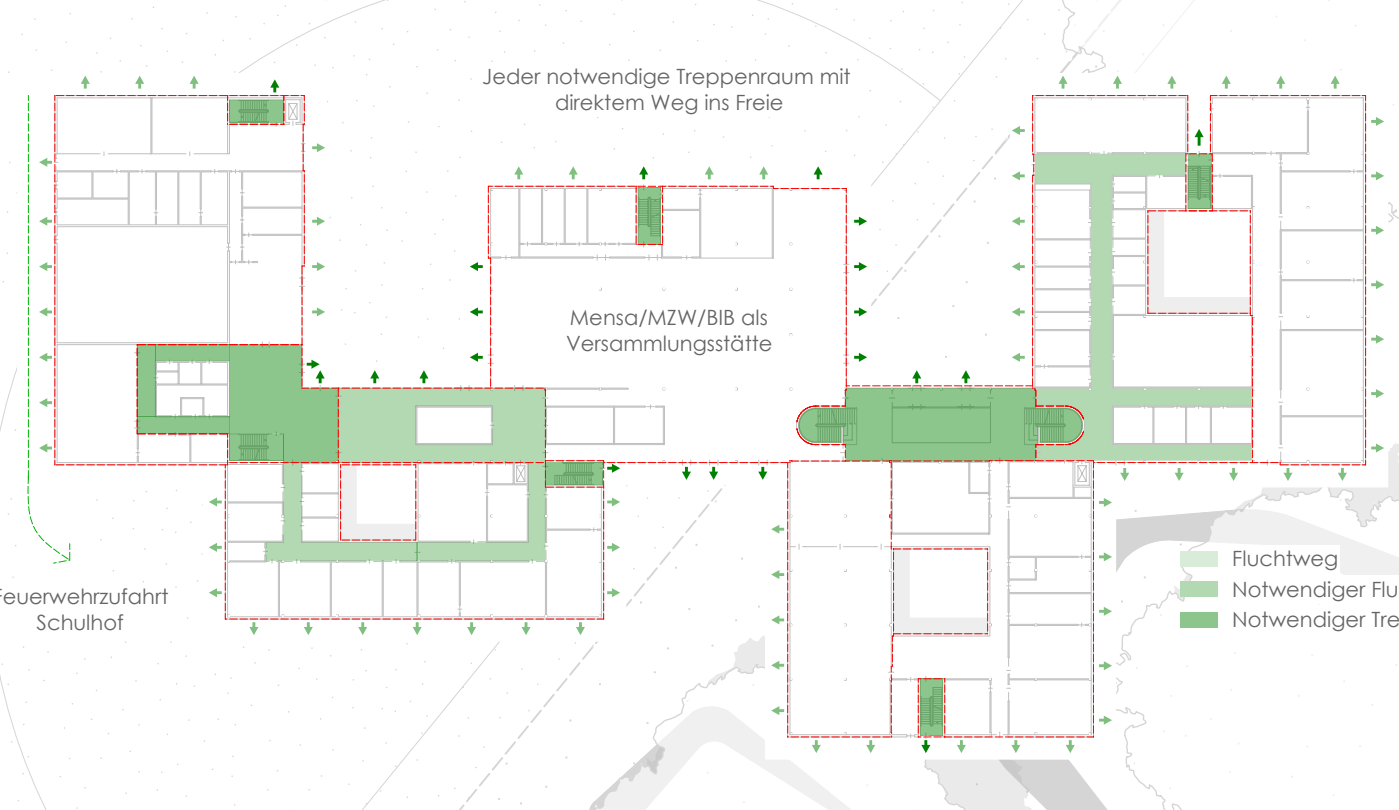 Jeder notwendige Treppenraum mit
direktem Weg ins Freie
Mensa/MZW/BIB als
Versammlungsstätte
Feuerwehrzufahrt
Schulhof
Fluchtweg
Notwendiger Flu
Notwendiger Tre